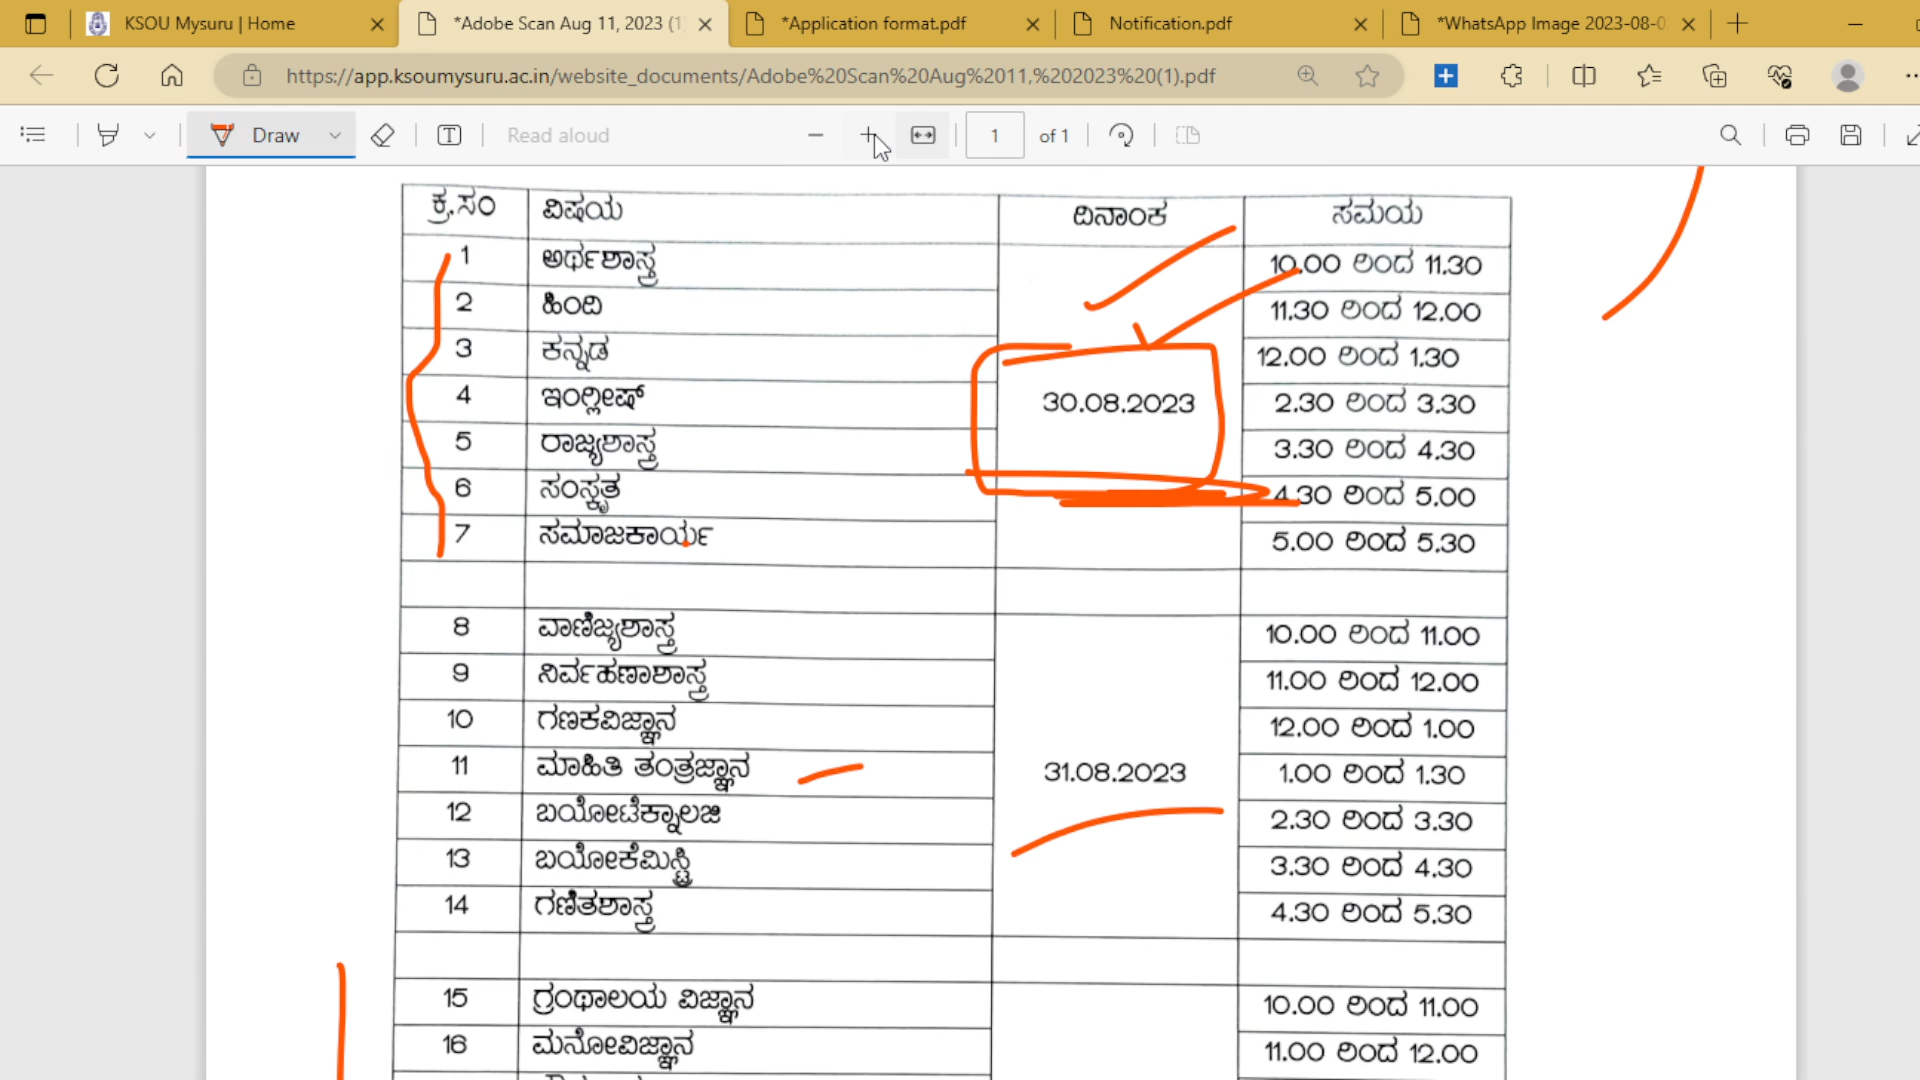 KSOU Mysuru | Home
*Adobe Scan Aug 11, 2023 (1
*Application format.pdf
Notification.pdf
*WhatsApp Image 2023-08-0
https://app.ksoumysuru.ac.in/website_documents/Adobe%20Scan%20Aug%2011,%202023%20(1).pdf
Draw
Read aloud
1 of 1
ಕ್ರ.ಸಂ ವಿಷಯ ದಿನಾಂಕ ಸಮಯ
1 ಅರ್ಥಶಾಸ್ತ್ರ 10.00 ರಿಂದ 11.30
2 ಹಿಂದಿ 11.30 ರಿಂದ 12.00
3 ಕನ್ನಡ 12.00 ರಿಂದ 1.30
4 ಇಂಗ್ಲೀಷ್ 30.08.2023 2.30 ರಿಂದ 3.30
5 ರಾಜ್ಯಶಾಸ್ತ್ರ 3.30 ರಿಂದ 4.30
6 ಸಂಸ್ಕೃತ 4.30 ರಿಂದ 5.00
7 ಸಮಾಜಕಾರ್ಯ 5.00 ರಿಂದ 5.30
8 ವಾಣಿಜ್ಯಶಾಸ್ತ್ರ 10.00 ರಿಂದ 11.00
9 ನಿರ್ವಹಣಾಶಾಸ್ತ್ರ 11.00 ರಿಂದ 12.00
10 ಗಣಕವಿಜ್ಞಾನ 12.00 ರಿಂದ 1.00
11 ಮಾಹಿತಿ ತಂತ್ರಜ್ಞಾನ 31.08.2023 1.00 ರಿಂದ 1.30
12 ಬಯೋಟೆಕ್ನಾಲಜಿ 2.30 ರಿಂದ 3.30
13 ಬಯೋಕೆಮಿಸ್ಟ್ರಿ 3.30 ರಿಂದ 4.30
14 ಗಣಿತಶಾಸ್ತ್ರ 4.30 ರಿಂದ 5.30
15 ಗ್ರಂಥಾಲಯ ವಿಜ್ಞಾನ 10.00 ರಿಂದ 11.00
16 ಮನೋವಿಜ್ಞಾನ 11.00 ರಿಂದ 12.00